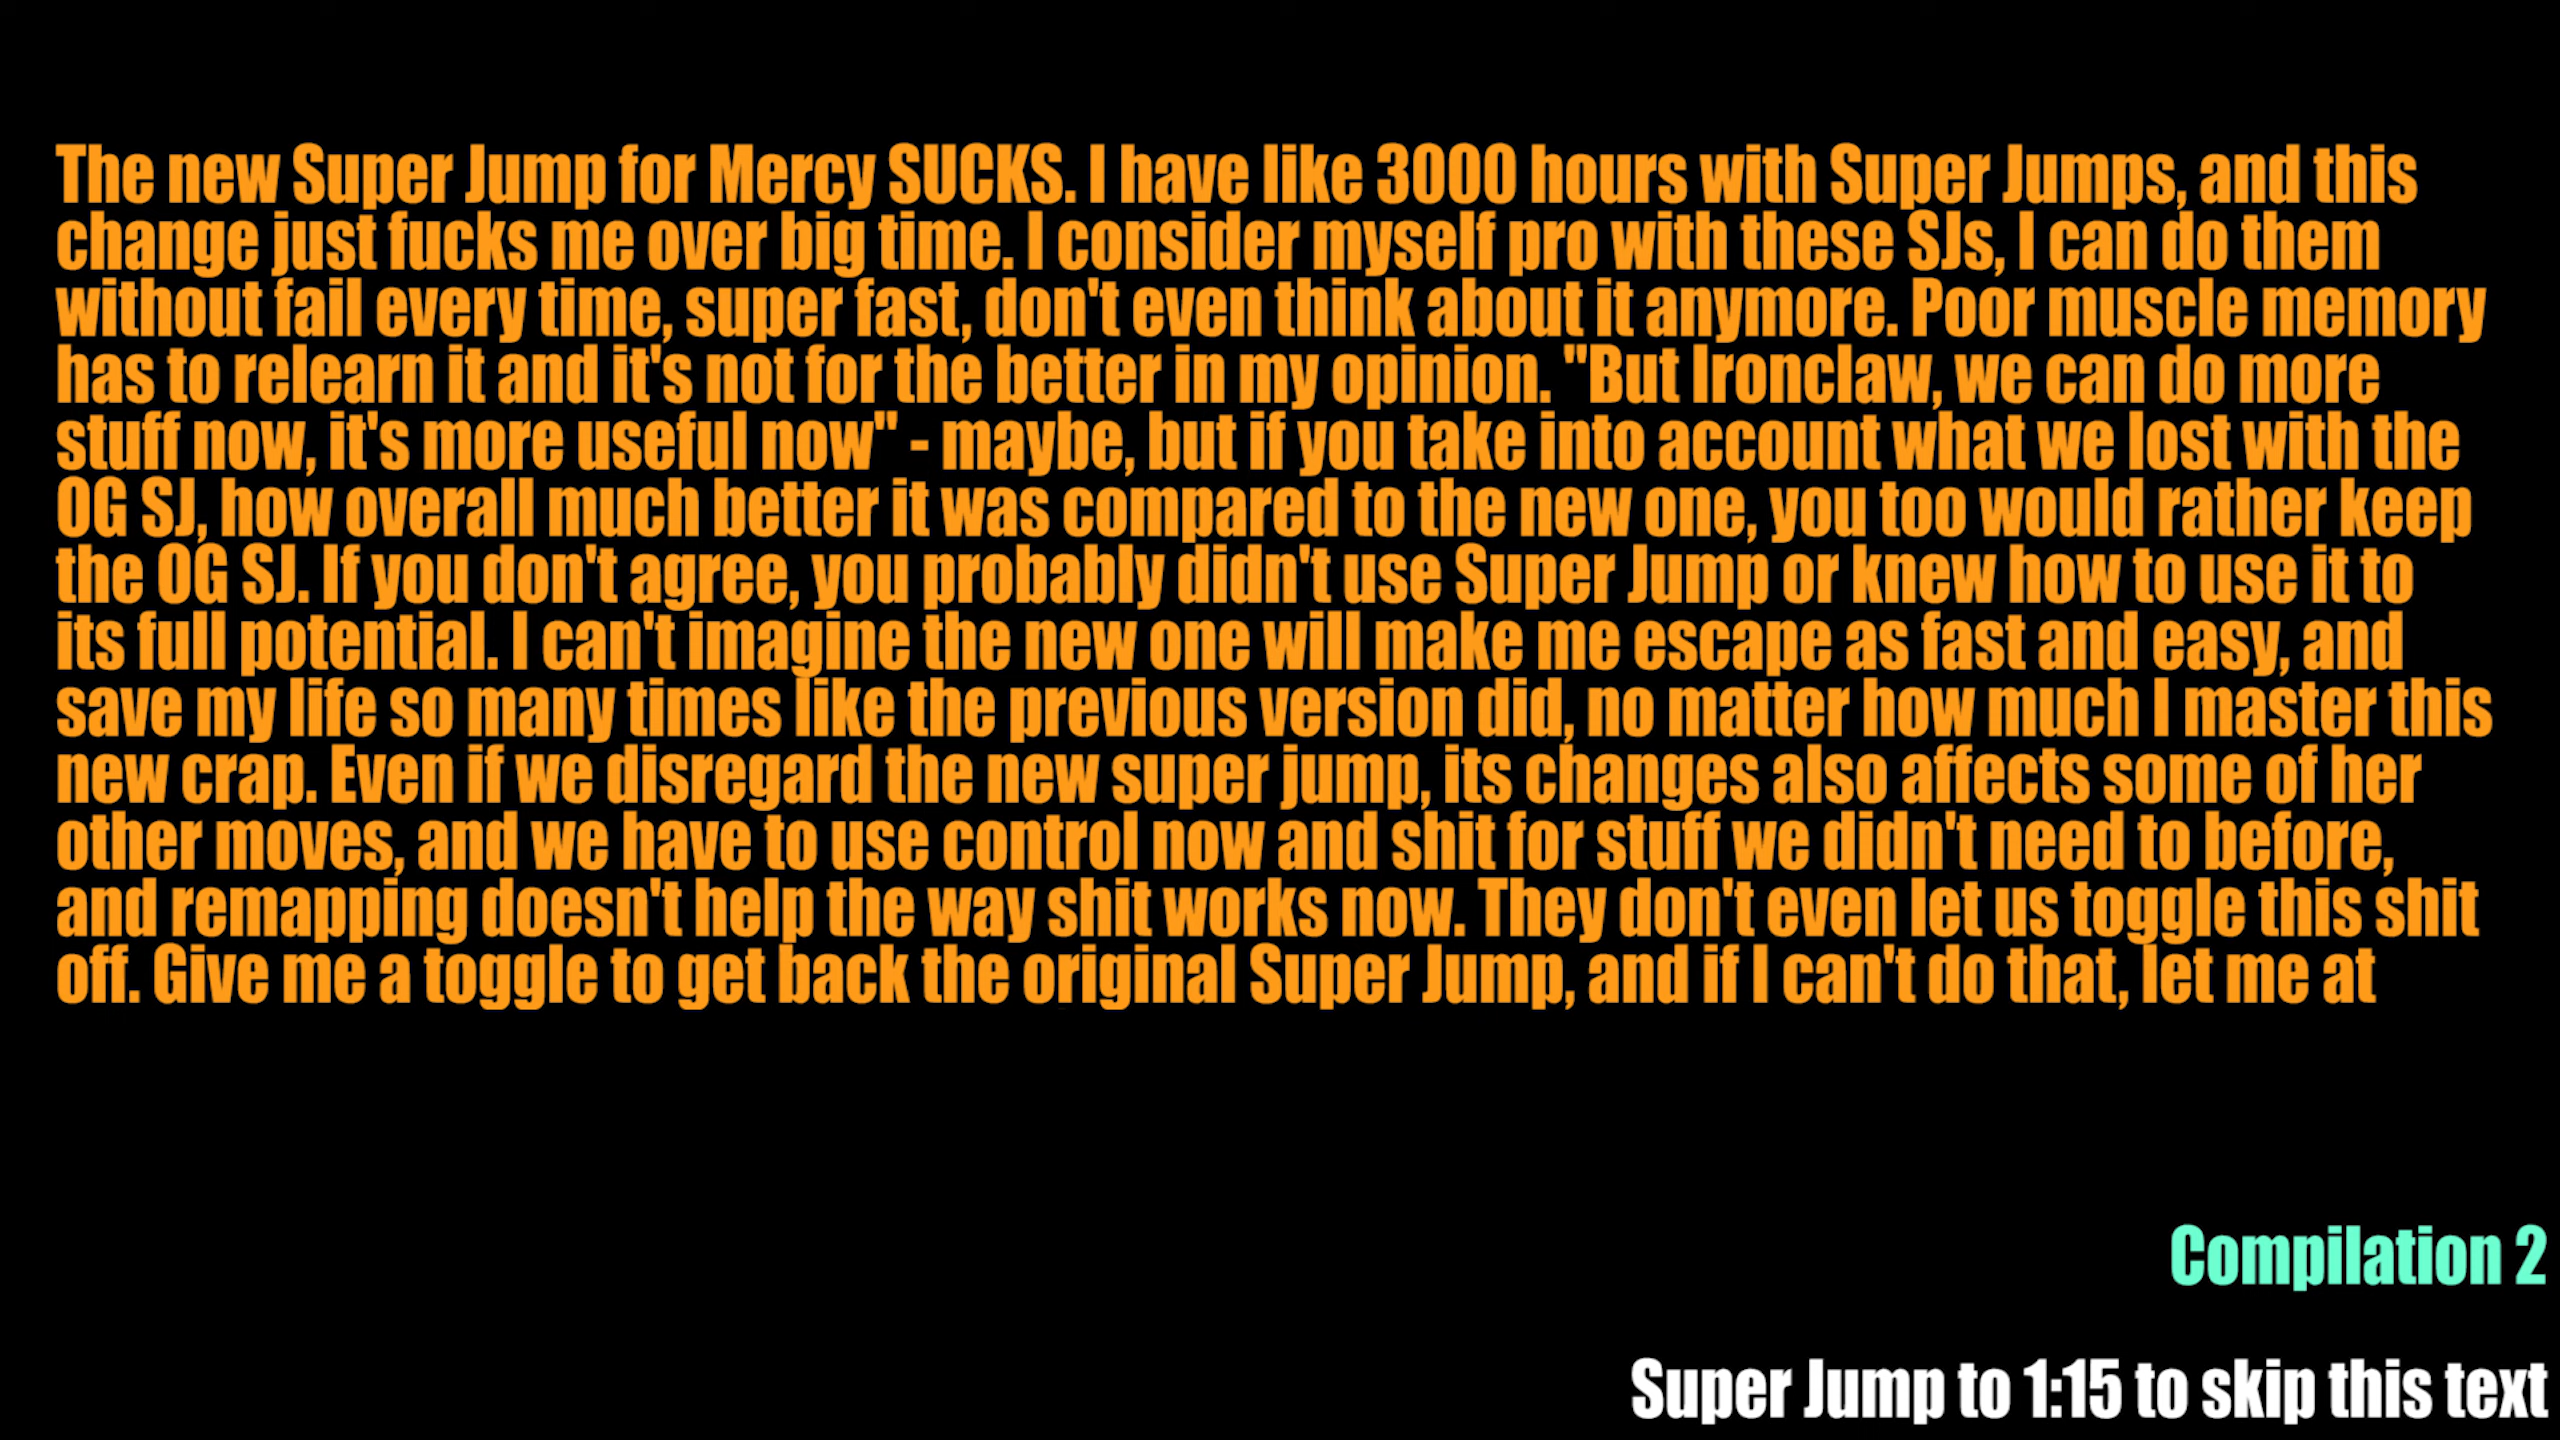 The new Super Jump for Mercy SUCKS. I have like 3000 hours with Super Jumps, and this
change just fucks me over big time. I consider myself pro with these SJs, I can do them
without fail every time, super fast, don't even think about it anymore. Poor muscle memory
has to relearn it and it's not for the better in my opinion. "But Ironclaw, we can do more
stuff now, it's more useful now" - maybe, but if you take into account what we lost with the
OG SJ, how overall much better it was compared to the new one, you too would rather keep
the OG SJ. If you don't agree, you probably didn't use Super Jump or knew how to use it to
its full potential. I can't imagine the new one will make me escape as fast and easy, and
save my life so many times like the previous version did, no matter how much I master this
new crap. Even if we disregard the new super jump, its changes also affects some of her
other moves, and we have to use control now and shit for stuff we didn't need to before,
and remapping doesn't help the way shit works now. They don't even let us toggle this shit
off. Give me a toggle to get back the original Super Jump, and if I can't do that, let me at
Compilation 2
Super Jump to 1:15 to skip this text